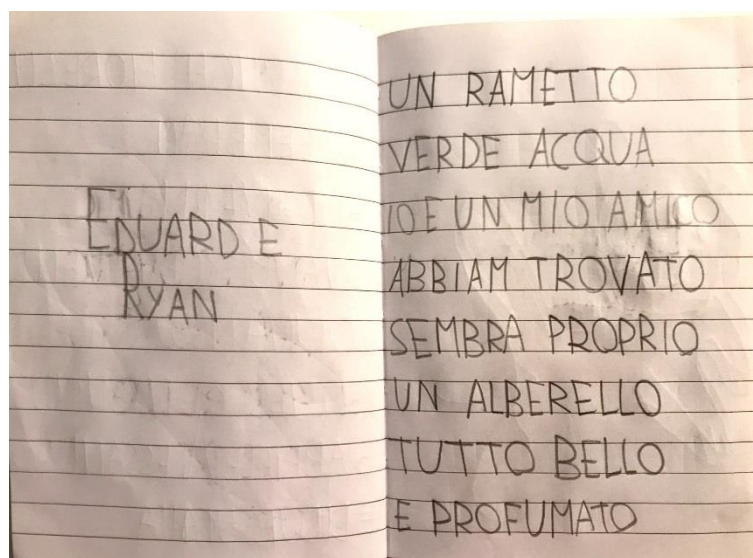 EDUARD E
RYAN
UN RAMETTO
VERDE ACQUA
IO E UN MIO AMICO
ABBIAM TROVATO
SEMBRA PROPRIO
UN ALBERELLO
TUTTO BELLO
E PROFUMATO